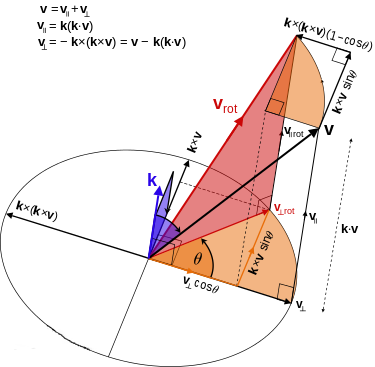 v = v∥ + v⊥
v∥ = k(k·v)
v⊥ = − k×(k×v) = v − k(k·v)
k×(k×v)(1−cosθ)
k×v sinθ
v
vrot
v∥rot
k×v
k
k×(k×v)
v⊥rot
v∥
k·v
k×v sinθ
θ
v⊥ cosθ
v⊥